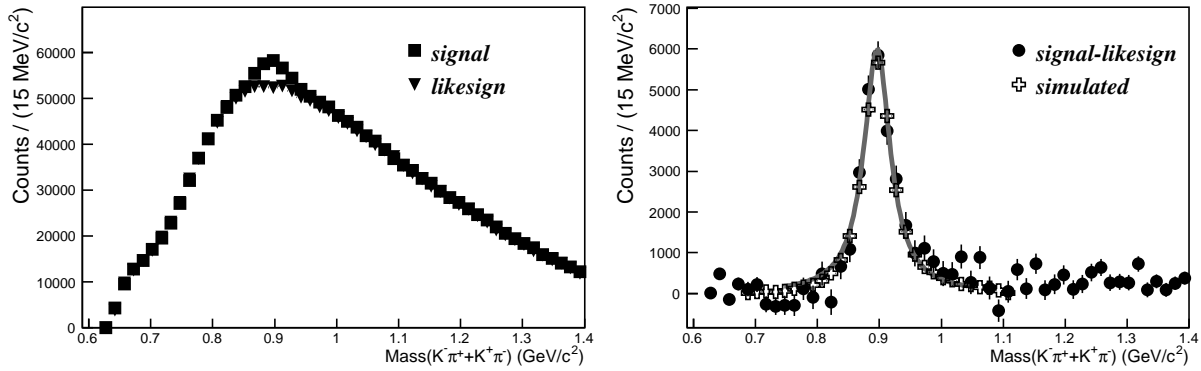 Counts / (15 MeV/c²)
60000
50000
40000
30000
20000
10000
0
signal
likesign
0.6 0.7 0.8 0.9 1 1.1 1.2 1.3 1.4
Mass(K⁻π⁺+K⁺π⁻) (GeV/c²)
Counts / (15 MeV/c²)
7000
6000
5000
4000
3000
2000
1000
0
signal-likesign
simulated
0.6 0.7 0.8 0.9 1 1.1 1.2 1.3 1.4
Mass(K⁻π⁺+K⁺π⁻) (GeV/c²)